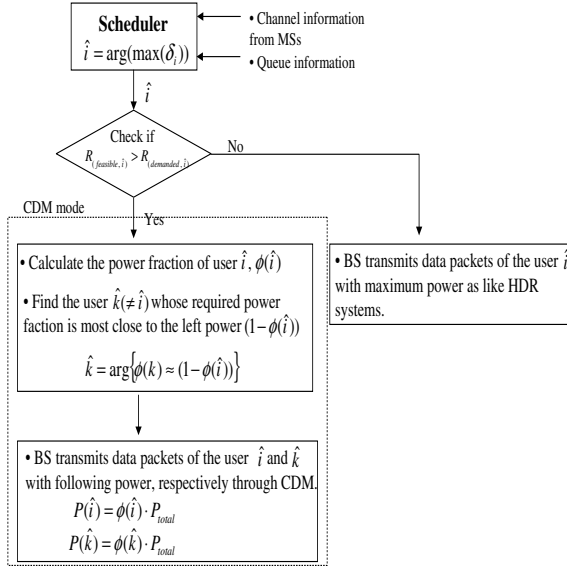 Scheduler
î = arg(max(δ_i))
• Channel information
from MSs
• Queue information
î
Check if
R_(feasible, î) > R_(demanded, î)
No
CDM mode
Yes
• Calculate the power fraction of user î, ϕ(î)
• Find the user k̂(≠ î) whose required power
faction is most close to the left power (1−ϕ(î))
k̂ = arg{ϕ(k) ≈ (1−ϕ(î))}
• BS transmits data packets of the user î
with maximum power as like HDR
systems.
• BS transmits data packets of the user î and k̂
with following power, respectively through CDM.
P(î) = ϕ(î) · P_total
P(k̂) = ϕ(k̂) · P_total